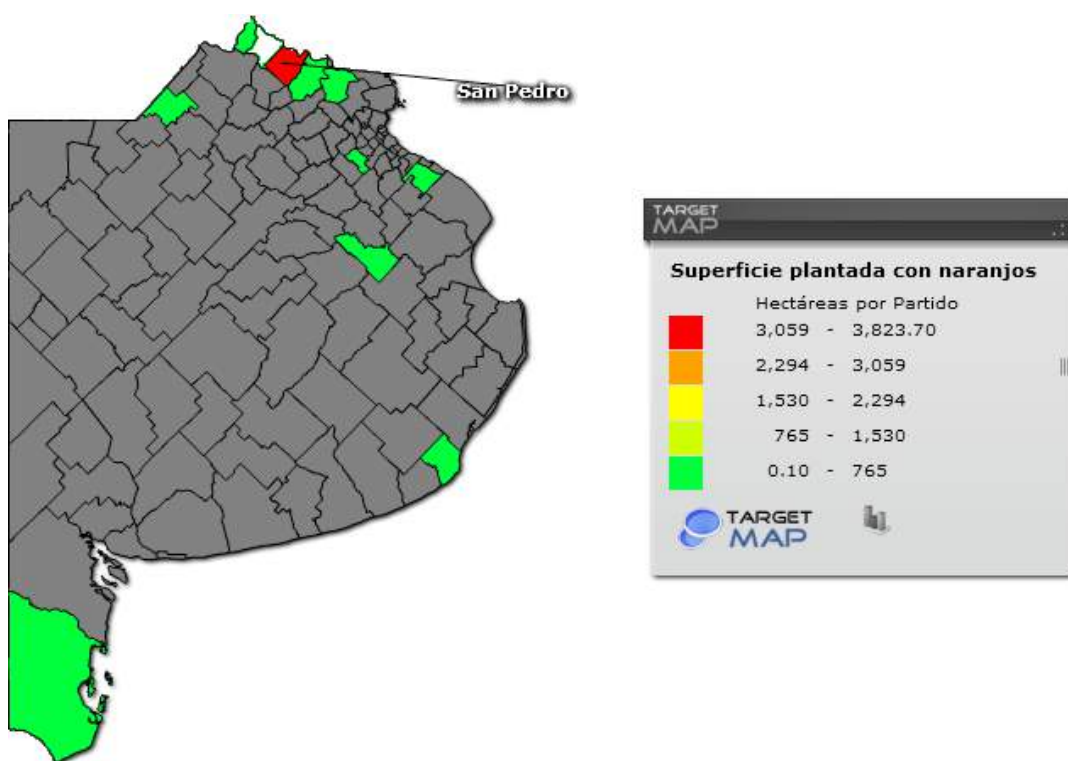 San Pedro
TARGET
MAP
Superficie plantada con naranjos
Hectáreas por Partido
3,059 - 3,823.70
2,294 - 3,059
1,530 - 2,294
765 - 1,530
0.10 - 765
TARGET
MAP